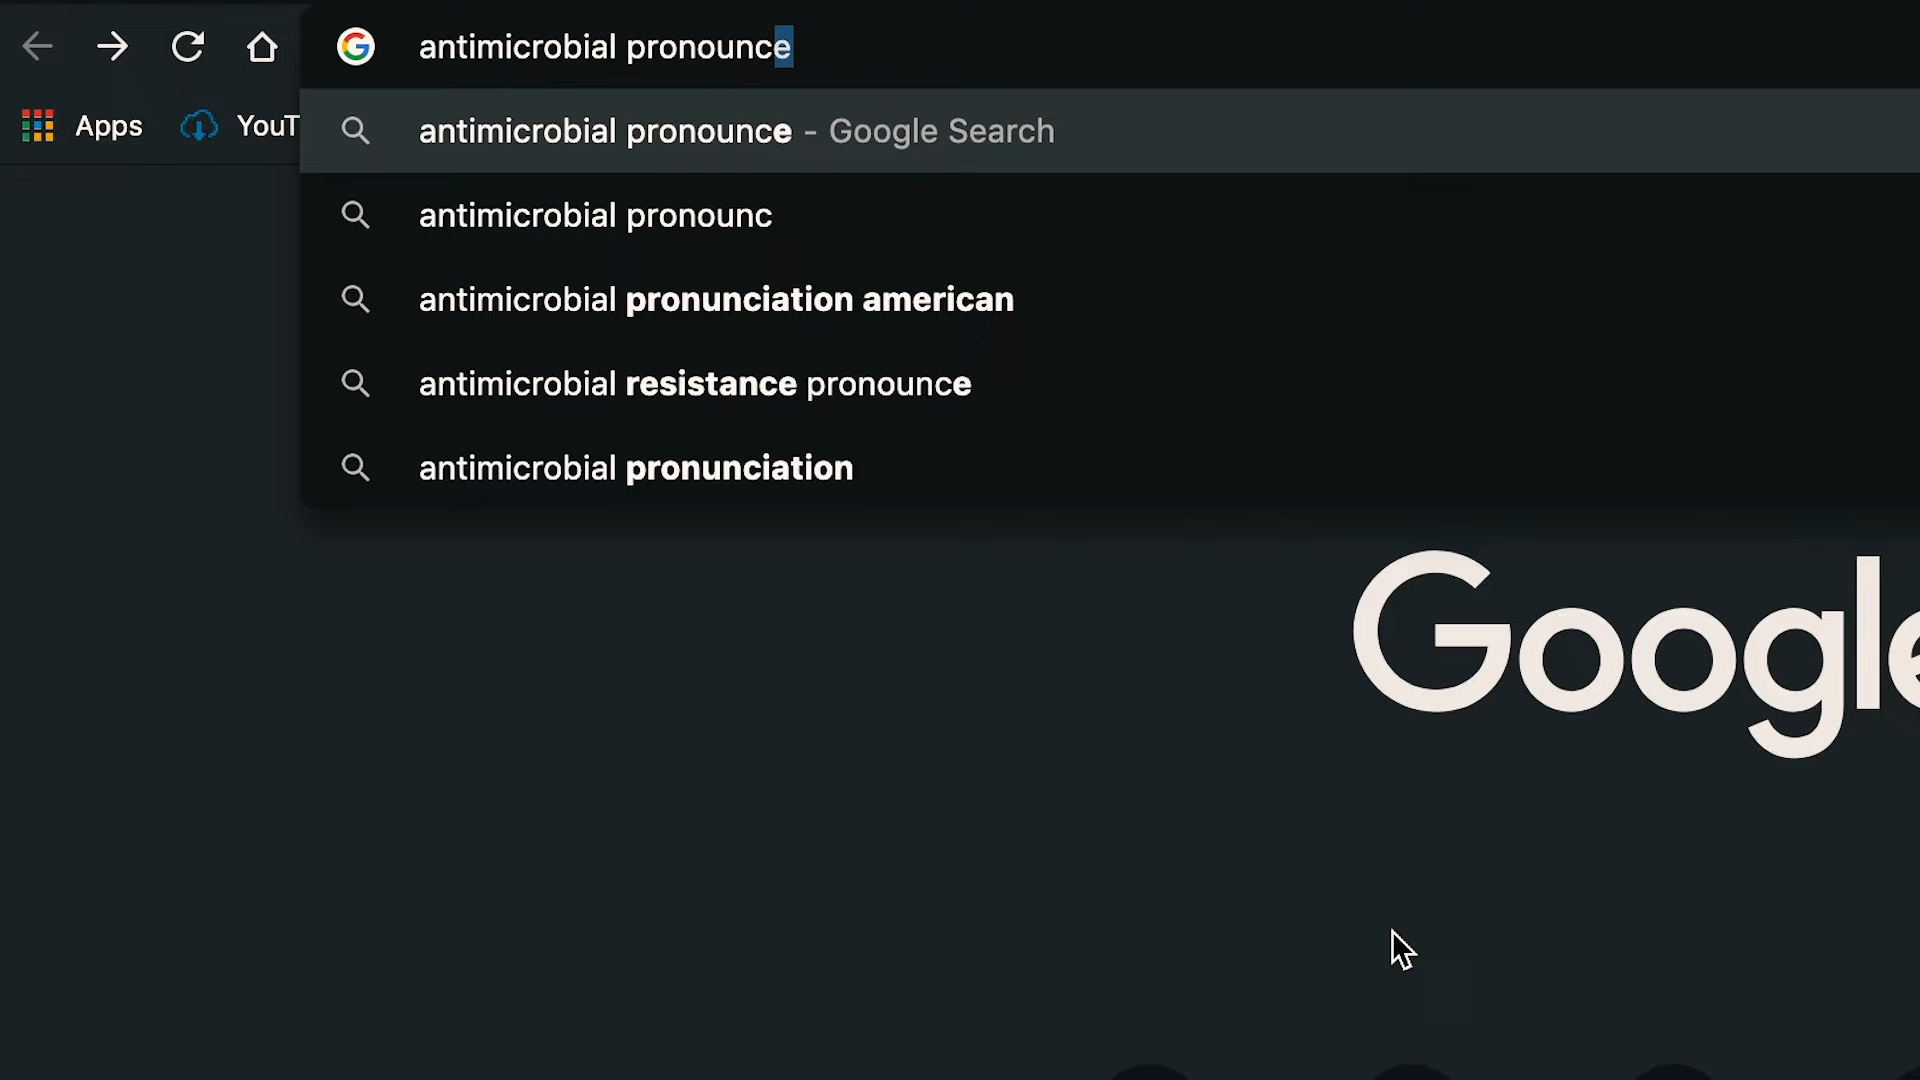 antimicrobial pronounce
Apps YouT
antimicrobial pronounce - Google Search
antimicrobial pronounc
antimicrobial pronunciation american
antimicrobial resistance pronounce
antimicrobial pronunciation
Google